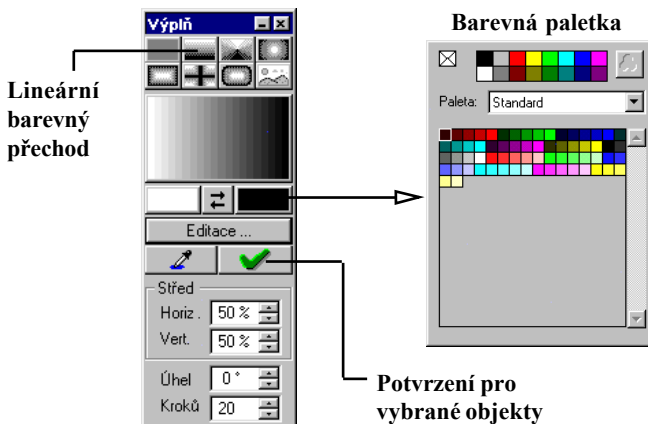 Výplň
Barevná paletka
Lineární
barevný
přechod
Paleta: Standard
Editace ...
Střed
Horiz. 50 %
Vert. 50 %
Úhel 0 °
Kroků 20
Potvrzení pro
vybrané objekty